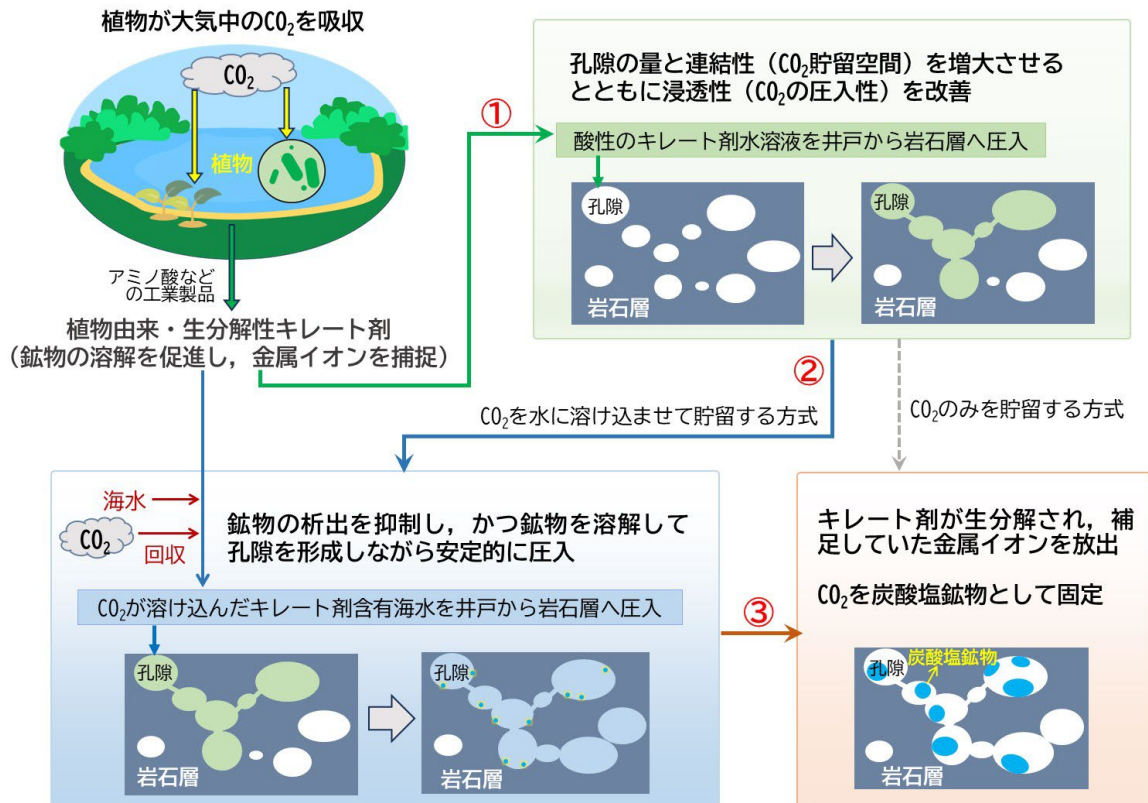 植物が大気中のCO₂を吸収
CO₂
植物
アミノ酸など
の工業製品
植物由来・生分解性キレート剤
（鉱物の溶解を促進し，金属イオンを捕捉）
①
孔隙の量と連結性（CO₂貯留空間）を増大させる
とともに浸透性（CO₂の圧入性）を改善
酸性のキレート剤水溶液を井戸から岩石層へ圧入
孔隙
岩石層
孔隙
岩石層
②
CO₂を水に溶け込ませて貯留する方式
CO₂のみを貯留する方式
海水
CO₂
回収
鉱物の析出を抑制し，かつ鉱物を溶解して
孔隙を形成しながら安定的に圧入
CO₂が溶け込んだキレート剤含有海水を井戸から岩石層へ圧入
孔隙
岩石層
孔隙
岩石層
③
キレート剤が生分解され，補
足していた金属イオンを放出
CO₂を炭酸塩鉱物として固定
炭酸塩鉱物
孔隙
岩石層